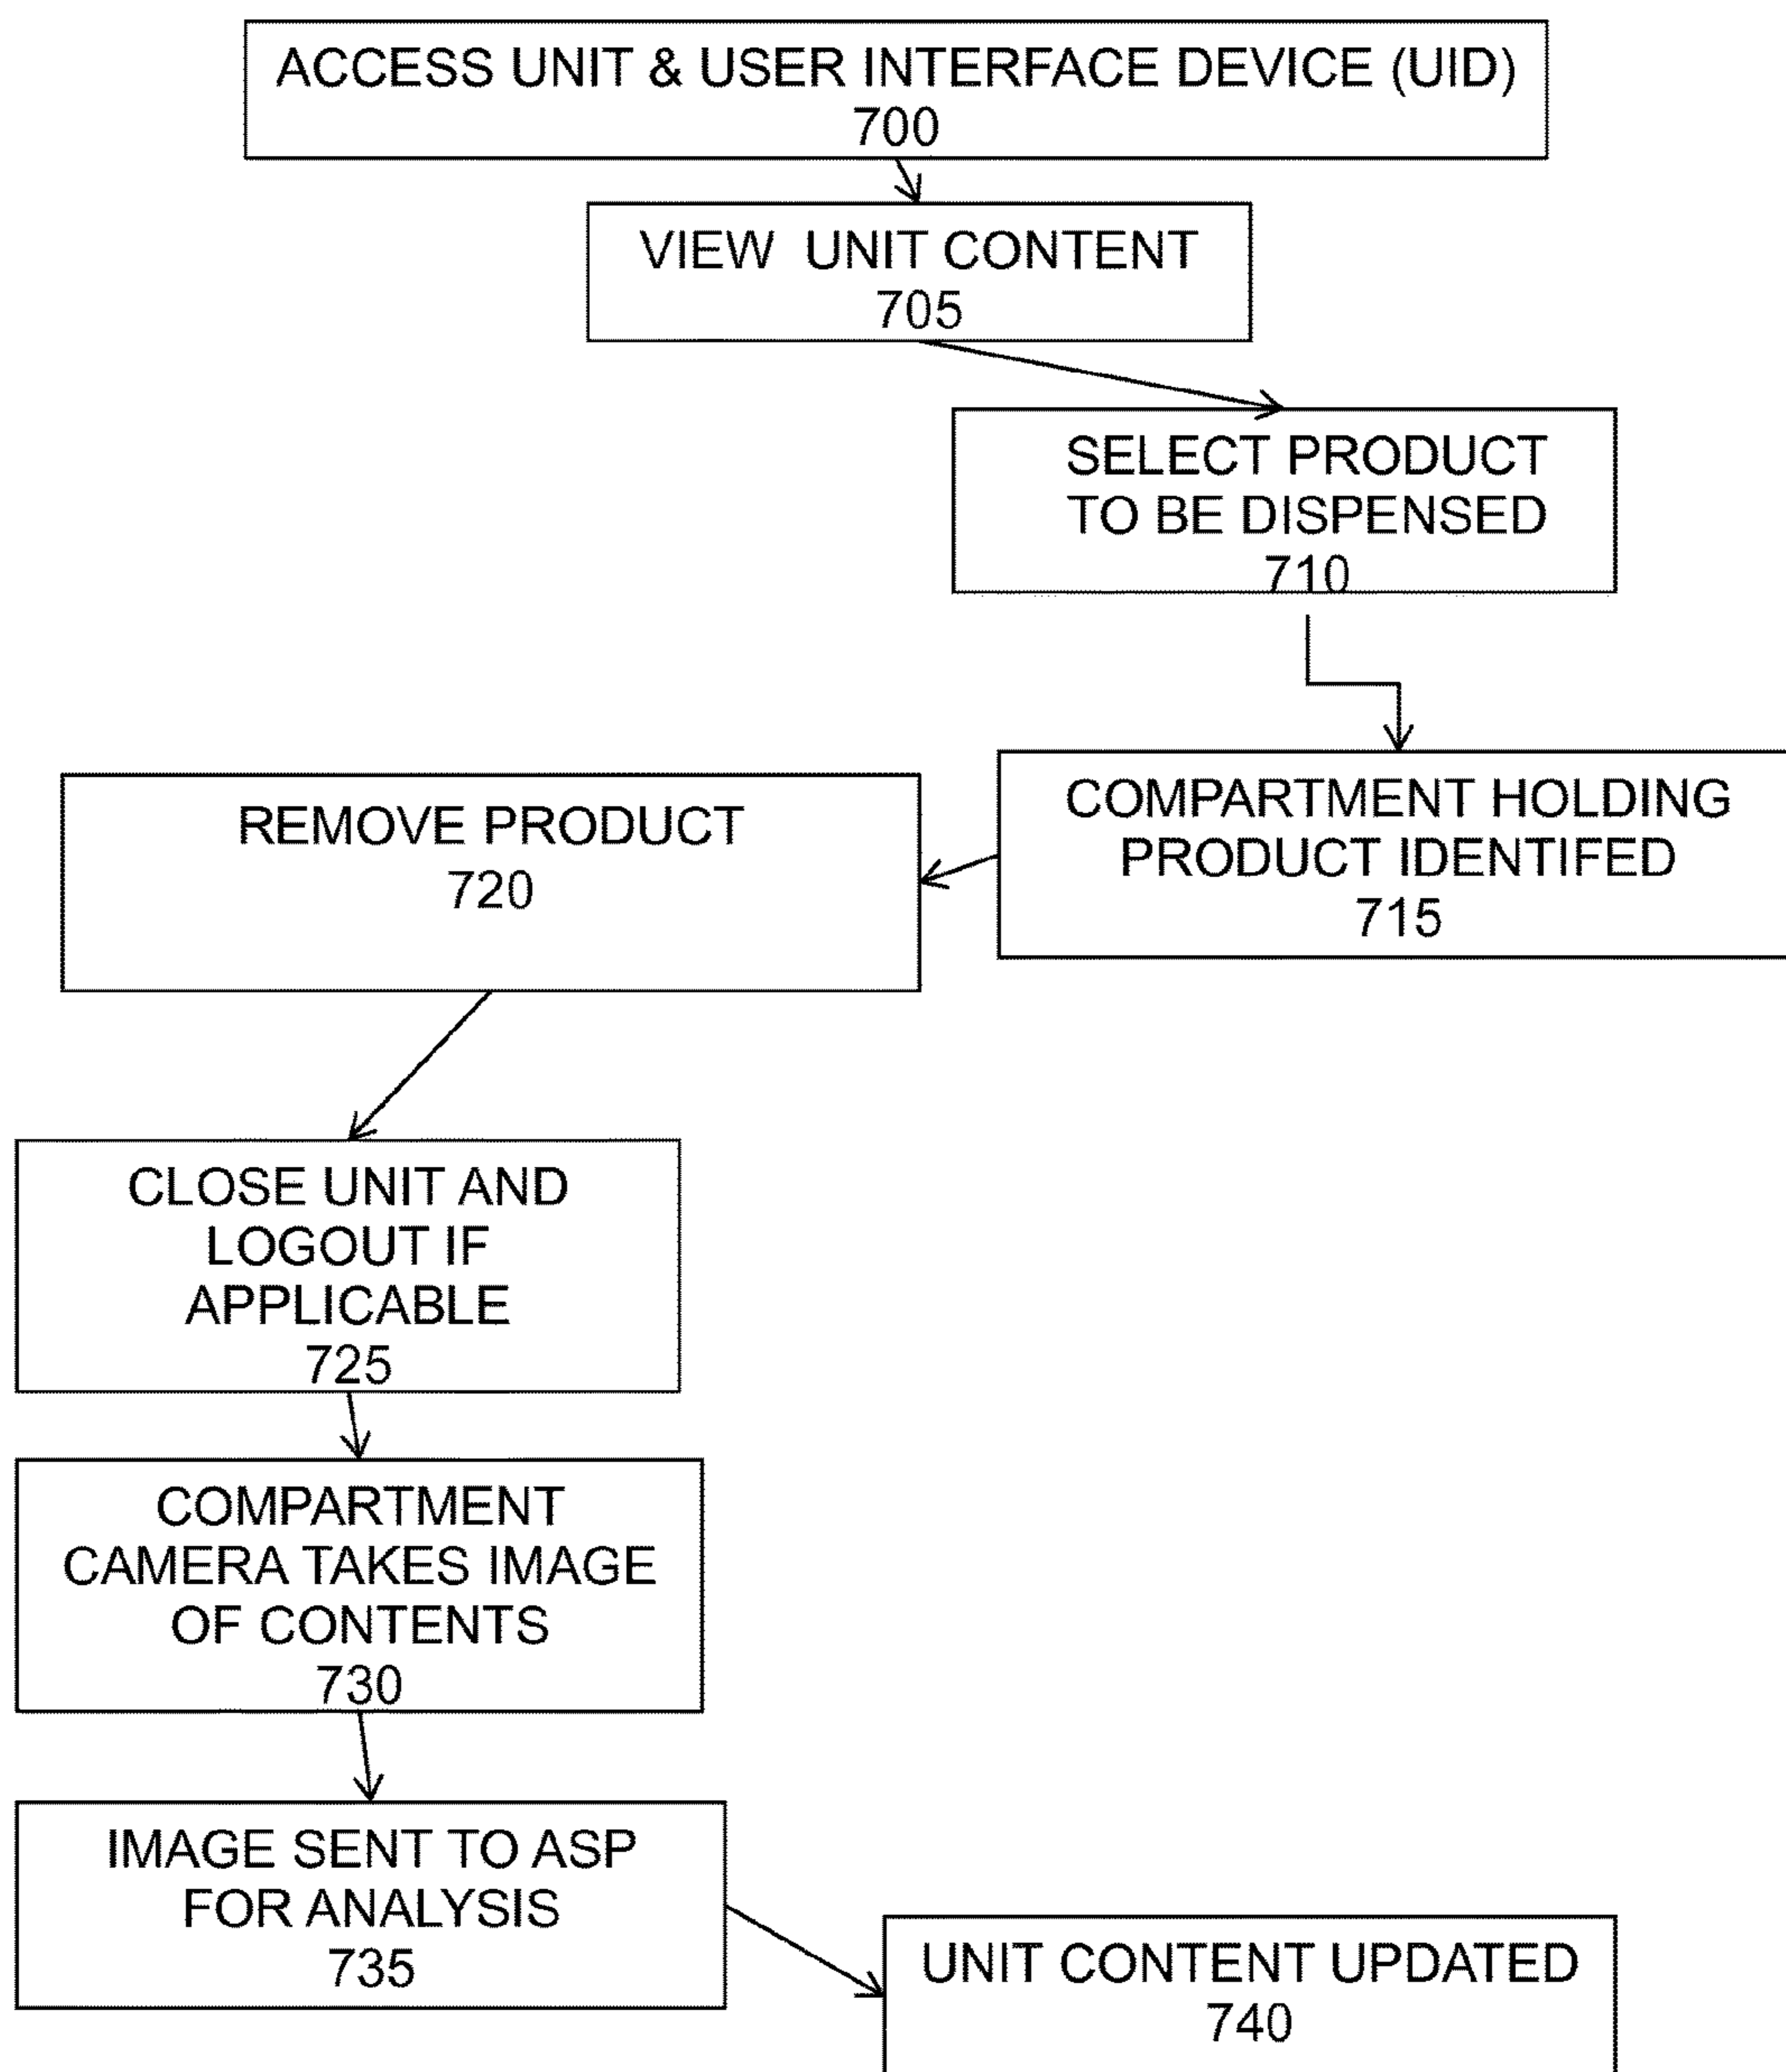 ACCESS UNIT & USER INTERFACE DEVICE (UID)
700
VIEW UNIT CONTENT
705
SELECT PRODUCT
TO BE DISPENSED
710
COMPARTMENT HOLDING
PRODUCT IDENTIFED
715
REMOVE PRODUCT
720
CLOSE UNIT AND
LOGOUT IF
APPLICABLE
725
COMPARTMENT
CAMERA TAKES IMAGE
OF CONTENTS
730
IMAGE SENT TO ASP
FOR ANALYSIS
735
UNIT CONTENT UPDATED
740